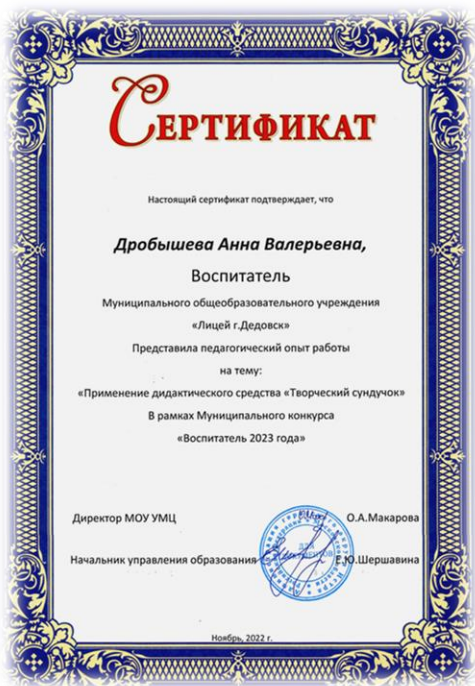 Сертификат
Настоящий сертификат подтверждает, что
Дробышева Анна Валерьевна,
Воспитатель
Муниципального общеобразовательного учреждения
«Лицей г.Дедовск»
Представила педагогический опыт работы
на тему:
«Применение дидактического средства «Творческий сундучок»
В рамках Муниципального конкурса
«Воспитатель 2023 года»
Директор МОУ УМЦ О.А.Макарова
Начальник управления образования Е.Ю.Шершавина
Ноябрь, 2022 г.